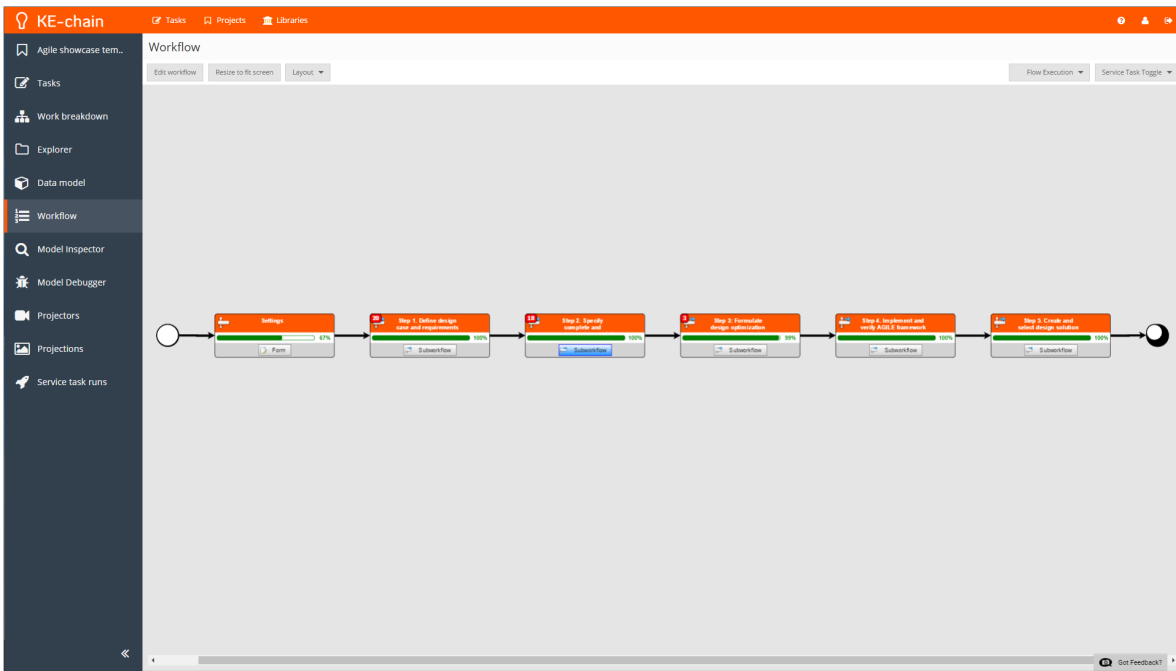 KE-chain
Tasks
Projects
Libraries
Agile showcase tem..
Tasks
Work breakdown
Explorer
Data model
Workflow
Model Inspector
Model Debugger
Projectors
Projections
Service task runs
Workflow
Edit workflow
Resize to fit screen
Layout
Flow Execution
Service Task Toggle
Settings
67%
Form
39
Step 1. Define design
case and requirements
100%
Subworkflow
18
Step 2. Specify
complete and
100%
Subworkflow
3
Step 3: Formulate
design optimization
99%
Subworkflow
Step 4. Implement and
verify AGILE framework
100%
Subworkflow
Step 5. Create and
select design solution
100%
Subworkflow
Got Feedback?